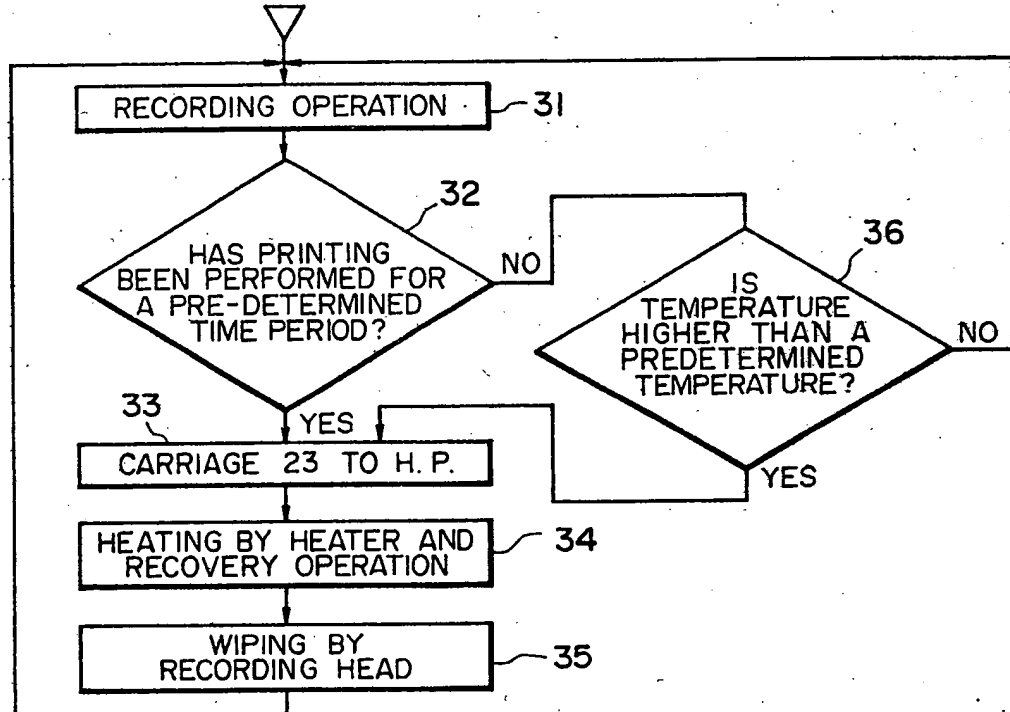 RECORDING OPERATION
31
32
HAS PRINTING
BEEN PERFORMED FOR
A PRE-DETERMINED
TIME PERIOD?
NO
36
IS
TEMPERATURE
HIGHER THAN A
PREDETERMINED
TEMPERATURE?
NO
YES
33
YES
CARRIAGE 23 TO H. P.
HEATING BY HEATER AND
RECOVERY OPERATION
34
WIPING BY
RECORDING HEAD
35